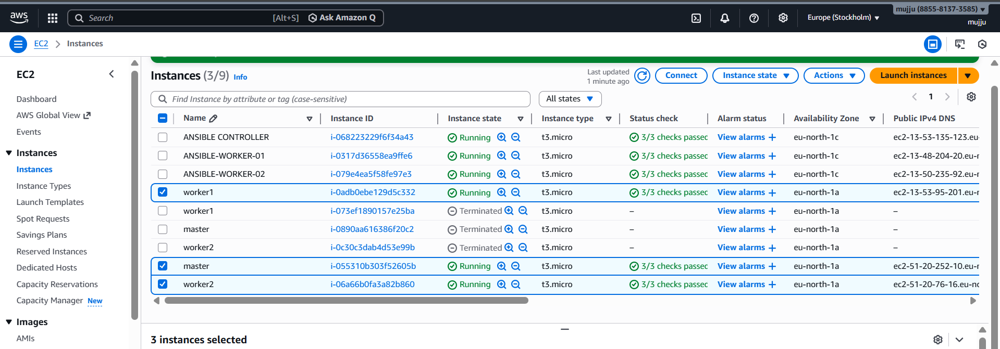 aws Search [Alt+S] Ask Amazon Q Europe (Stockholm) mujju (8855-8137-3585)
mujju
EC2 Instances
EC2
Dashboard
AWS Global View
Events
Instances
Instances
Instance Types
Launch Templates
Spot Requests
Savings Plans
Reserved Instances
Dedicated Hosts
Capacity Reservations
Capacity Manager New
Images
AMIs
Instances (3/9) Info
Last updated
1 minute ago
Connect Instance state Actions Launch instances
Find Instance by attribute or tag (case-sensitive) All states 1
Name Instance ID Instance state Instance type Status check Alarm status Availability Zone Public IPv4 DNS
ANSIBLE CONTROLLER i-068223229f6f34a43 Running t3.micro 3/3 checks passec View alarms + eu-north-1c ec2-13-53-135-123.eu-
ANSIBLE-WORKER-01 i-0317d36558ea9ffe6 Running t3.micro 3/3 checks passec View alarms + eu-north-1c ec2-13-48-204-20.eu-r
ANSIBLE-WORKER-02 i-079e4ea5f58fe97e3 Running t3.micro 3/3 checks passec View alarms + eu-north-1c ec2-13-50-235-92.eu-r
worker1 i-0adb0ebe129d5c332 Running t3.micro 3/3 checks passec View alarms + eu-north-1a ec2-13-53-95-201.eu-r
worker1 i-073ef1890157e25ba Terminated t3.micro – View alarms + eu-north-1a –
master i-0890aa616386f20c2 Terminated t3.micro – View alarms + eu-north-1a –
worker2 i-0c30c3dab4d53e99b Terminated t3.micro – View alarms + eu-north-1a –
master i-055310b303f52605b Running t3.micro 3/3 checks passec View alarms + eu-north-1a ec2-51-20-252-10.eu-r
worker2 i-06a66b0fa3a82b860 Running t3.micro 3/3 checks passec View alarms + eu-north-1a ec2-51-20-76-16.eu-nc
3 instances selected